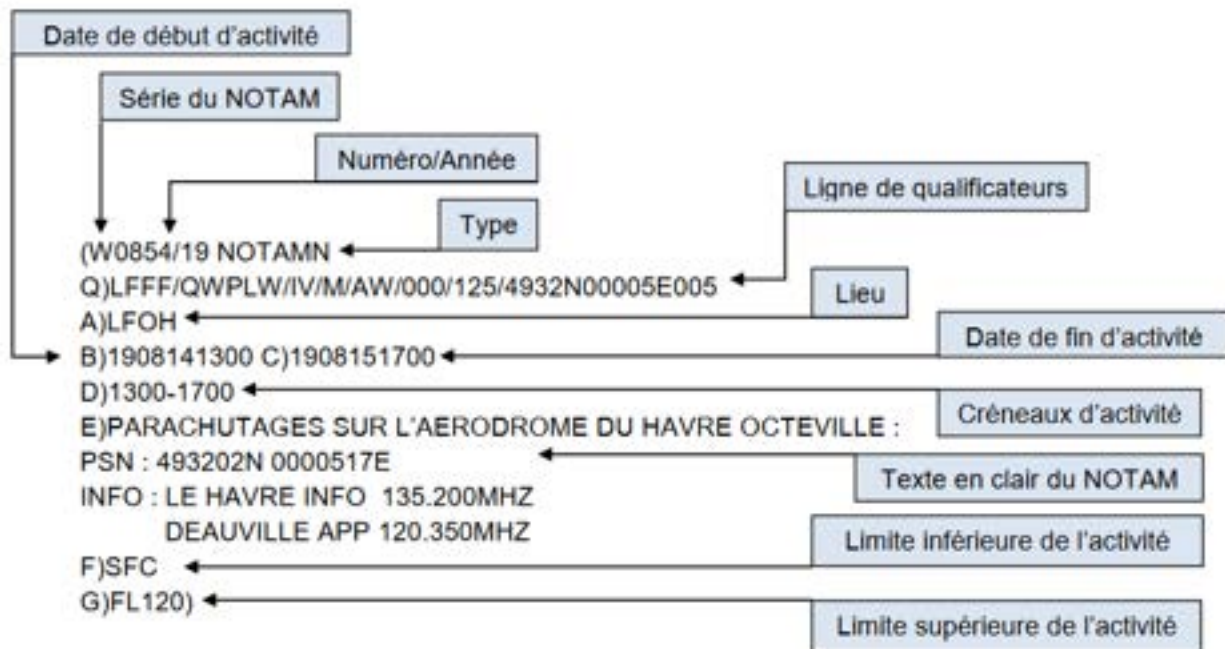 Date de début d'activité
Série du NOTAM
Numéro/Année
Ligne de qualificateurs
Type
(W0854/19 NOTAMN
Q)LFFF/QWPLW/IV/M/AW/000/125/4932N00005E005
Lieu
A)LFOH
Date de fin d'activité
B)1908141300 C)1908151700
D)1300-1700
Créneaux d'activité
E)PARACHUTAGES SUR L'AERODROME DU HAVRE OCTEVILLE :
PSN : 493202N 0000517E
Texte en clair du NOTAM
INFO : LE HAVRE INFO 135.200MHZ
DEAUVILLE APP 120.350MHZ
Limite inférieure de l'activité
F)SFC
G)FL120)
Limite supérieure de l'activité